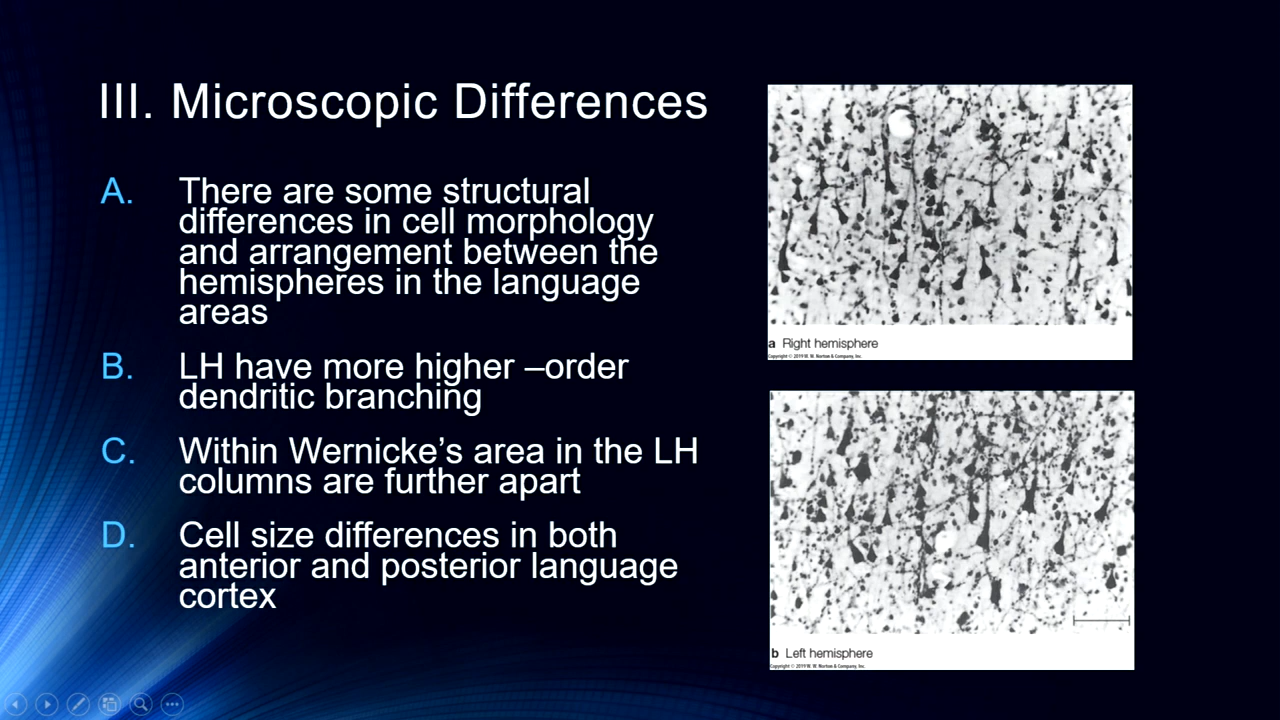 III. Microscopic Differences
A. There are some structural
differences in cell morphology
and arrangement between the
hemispheres in the language
areas
B. LH have more higher –order
dendritic branching
C. Within Wernicke’s area in the LH
columns are further apart
D. Cell size differences in both
anterior and posterior language
cortex
a Right hemisphere
Copyright © 2019 W. W. Norton & Company, Inc.
b Left hemisphere
Copyright © 2019 W. W. Norton & Company, Inc.